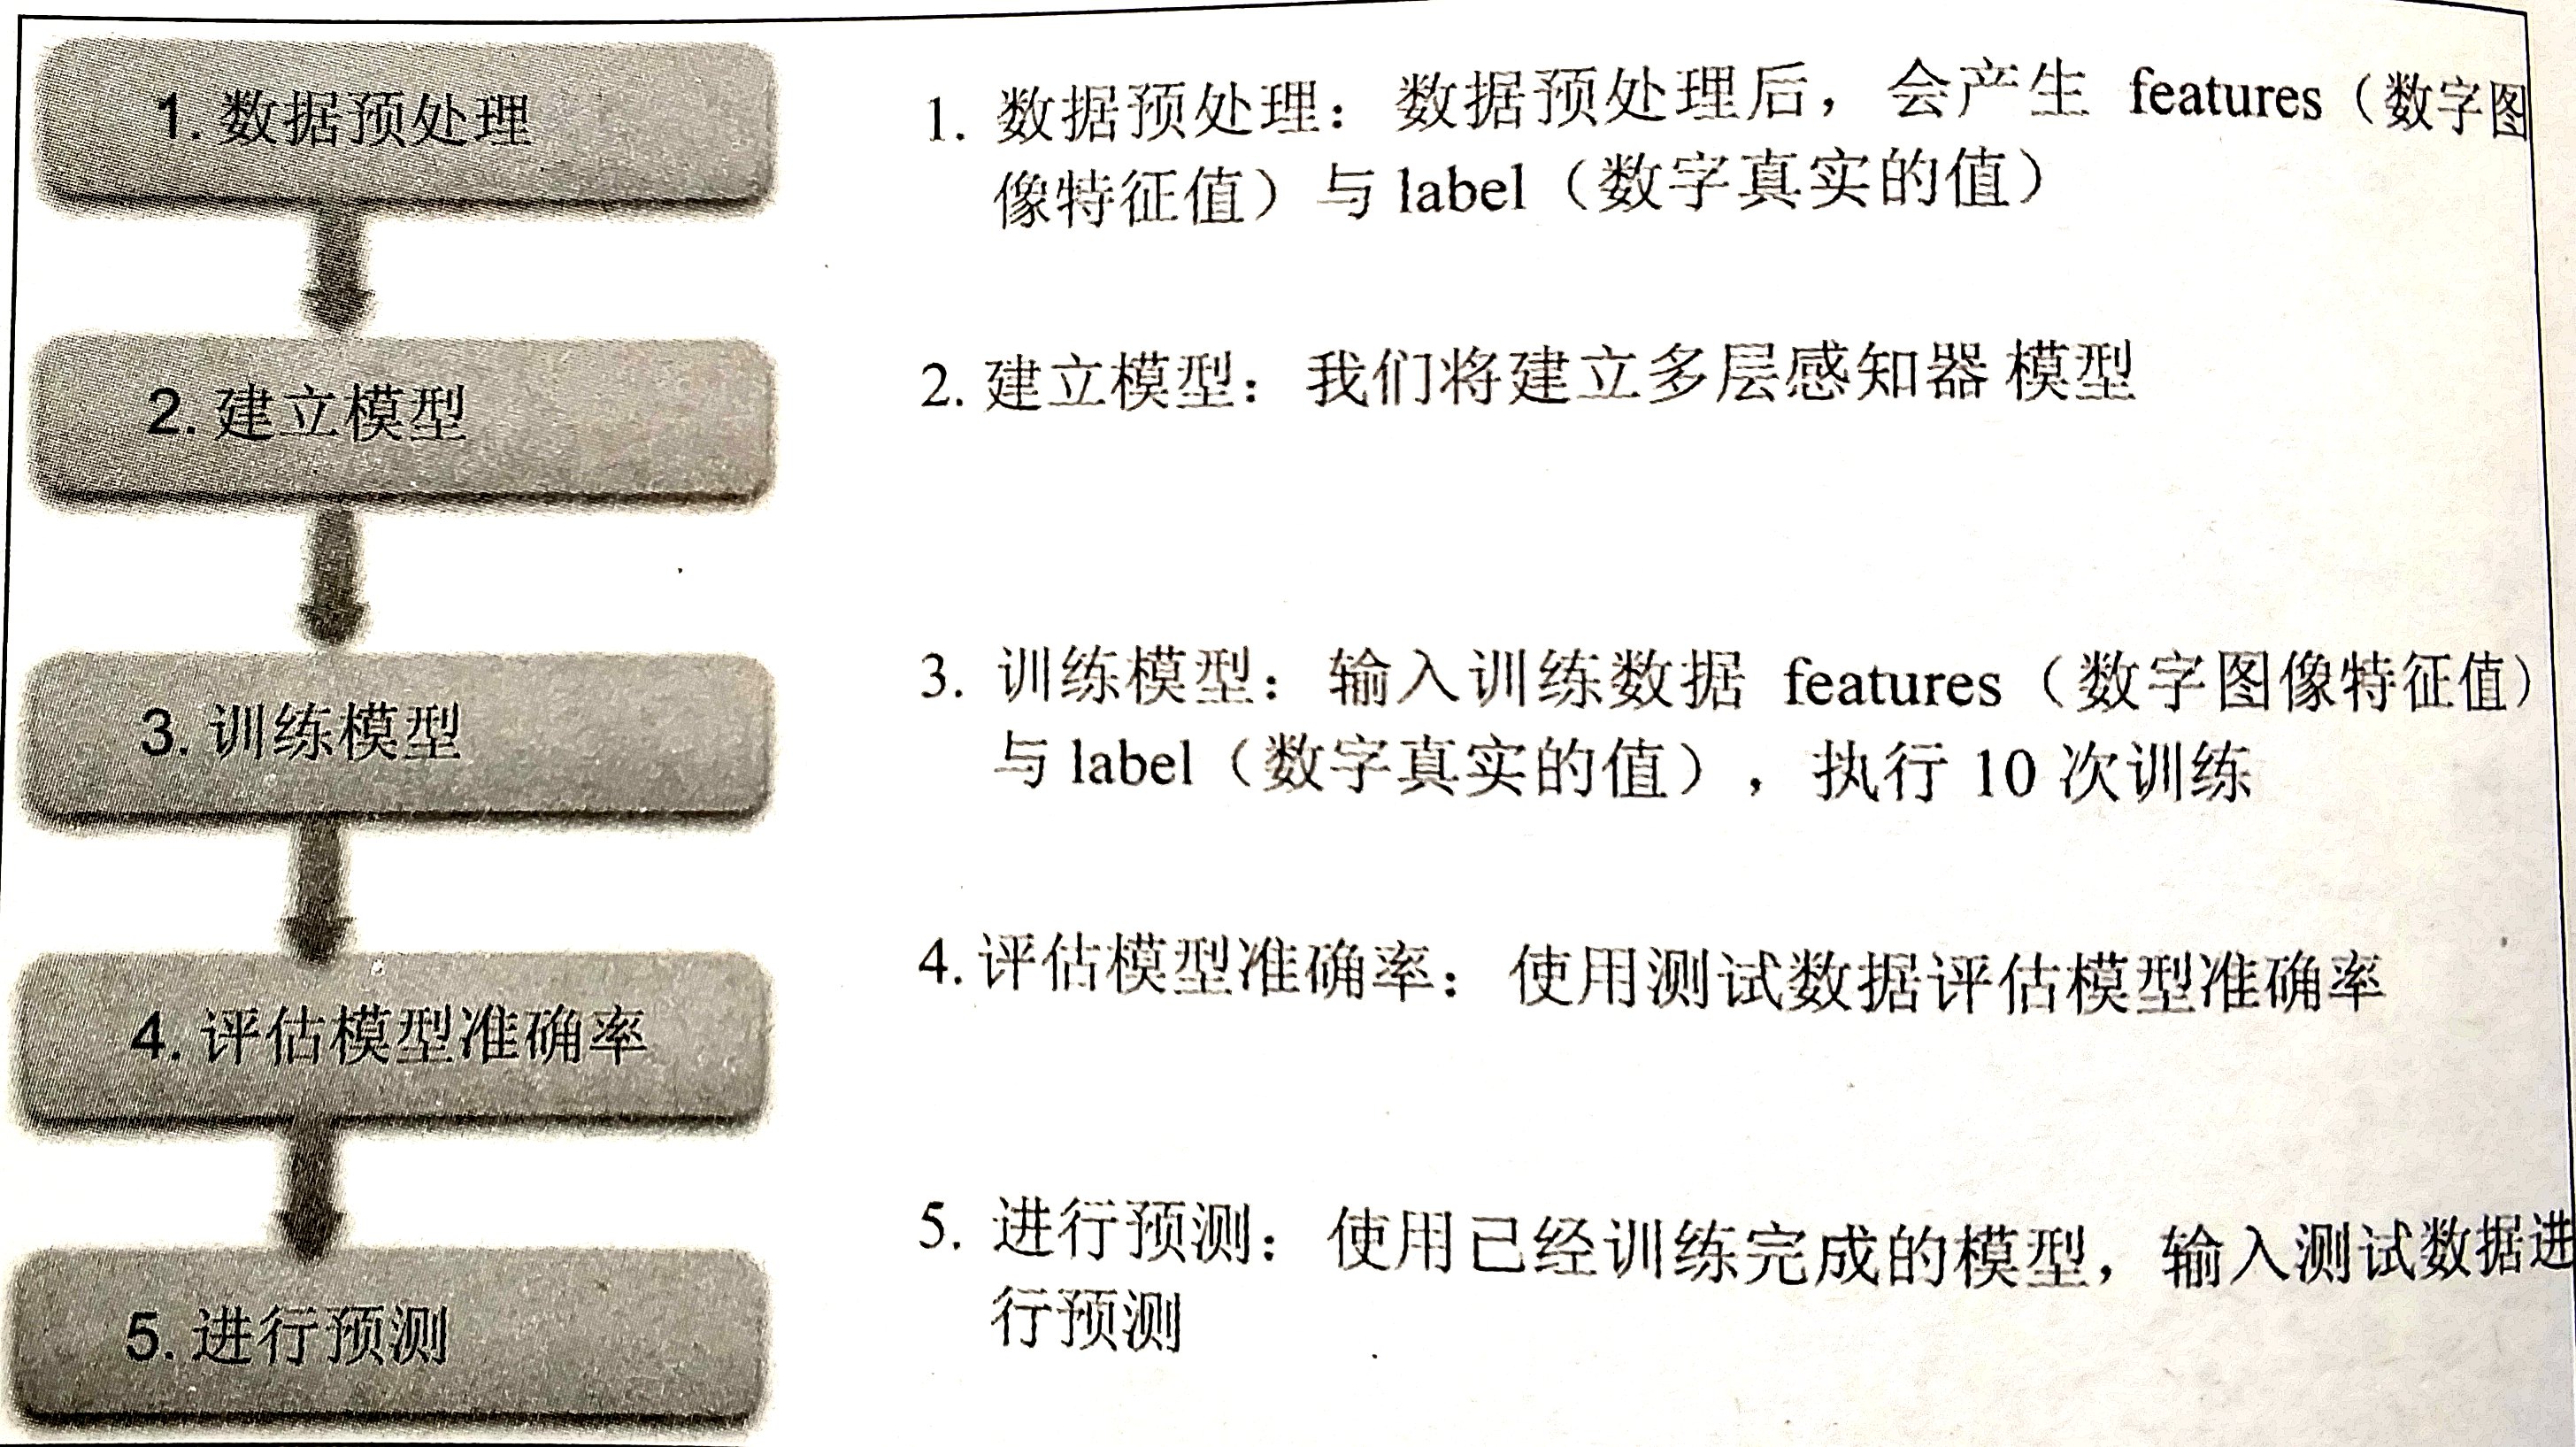 1. 数据预处理
1. 数据预处理：数据预处理后，会产生 features（数字图
像特征值）与 label（数字真实的值）
2. 建立模型
2. 建立模型：我们将建立多层感知器 模型
3. 训练模型
3. 训练模型：输入训练数据 features（数字图像特征值）
与 label（数字真实的值），执行 10 次训练
4. 评估模型准确率
4. 评估模型准确率：使用测试数据评估模型准确率
5. 进行预测
5. 进行预测：使用已经训练完成的模型，输入测试数据进
行预测